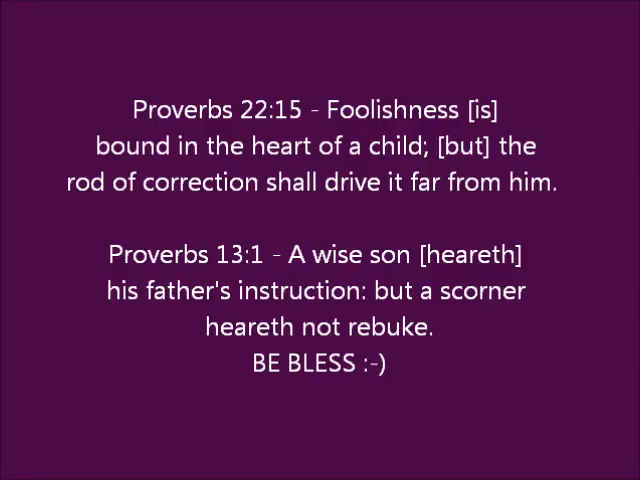 Proverbs 22:15 - Foolishness [is]
bound in the heart of a child; [but] the
rod of correction shall drive it far from him.
Proverbs 13:1 - A wise son [heareth]
his father's instruction: but a scorner
heareth not rebuke.
BE BLESS :-)